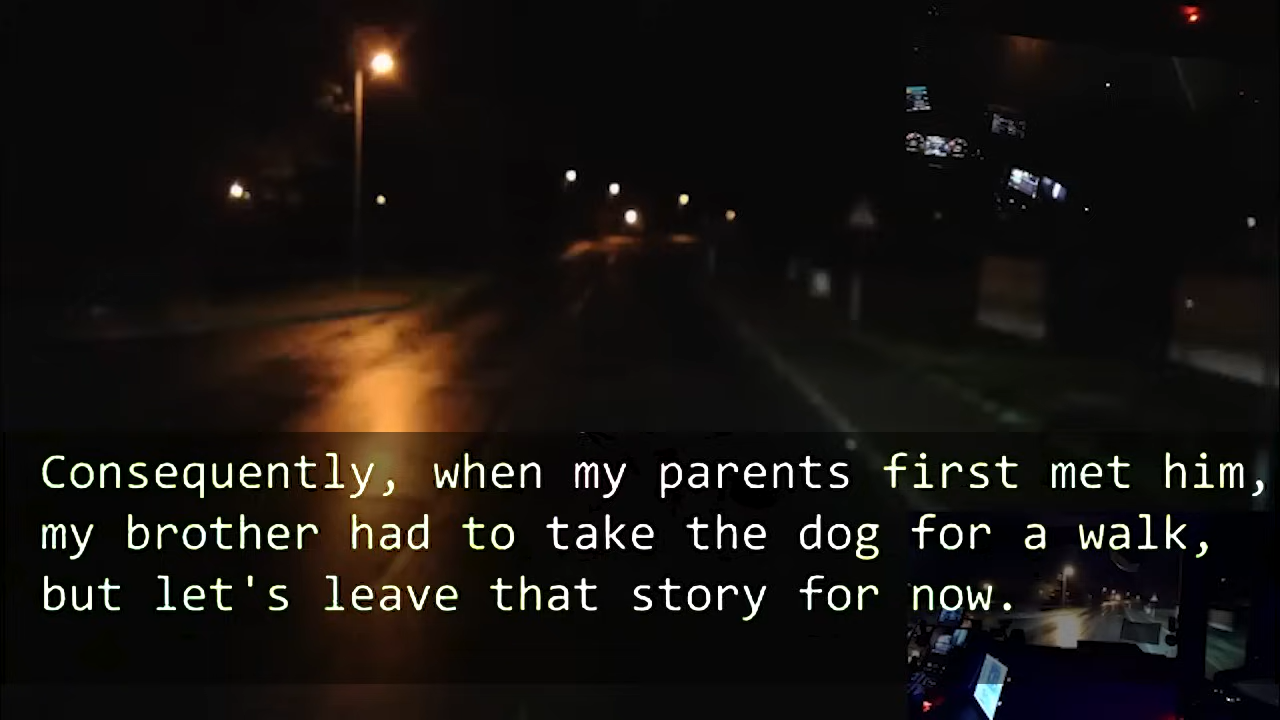 Consequently, when my parents first met him,
my brother had to take the dog for a walk,
but let's leave that story for now.